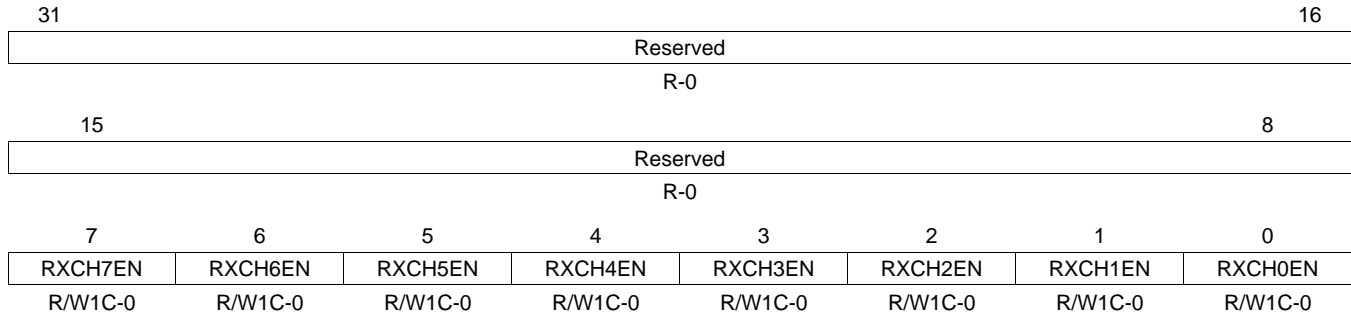 31 16
Reserved
R-0
15 8
Reserved
R-0
7 6 5 4 3 2 1 0
RXCH7EN RXCH6EN RXCH5EN RXCH4EN RXCH3EN RXCH2EN RXCH1EN RXCH0EN
R/W1C-0 R/W1C-0 R/W1C-0 R/W1C-0 R/W1C-0 R/W1C-0 R/W1C-0 R/W1C-0